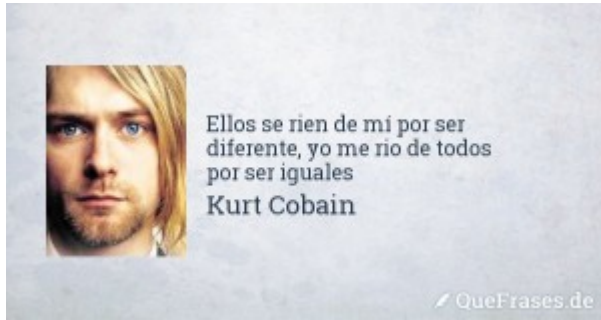 Ellos se rien de mí por ser
diferente, yo me rio de todos
por ser iguales
Kurt Cobain
QueFrases.de